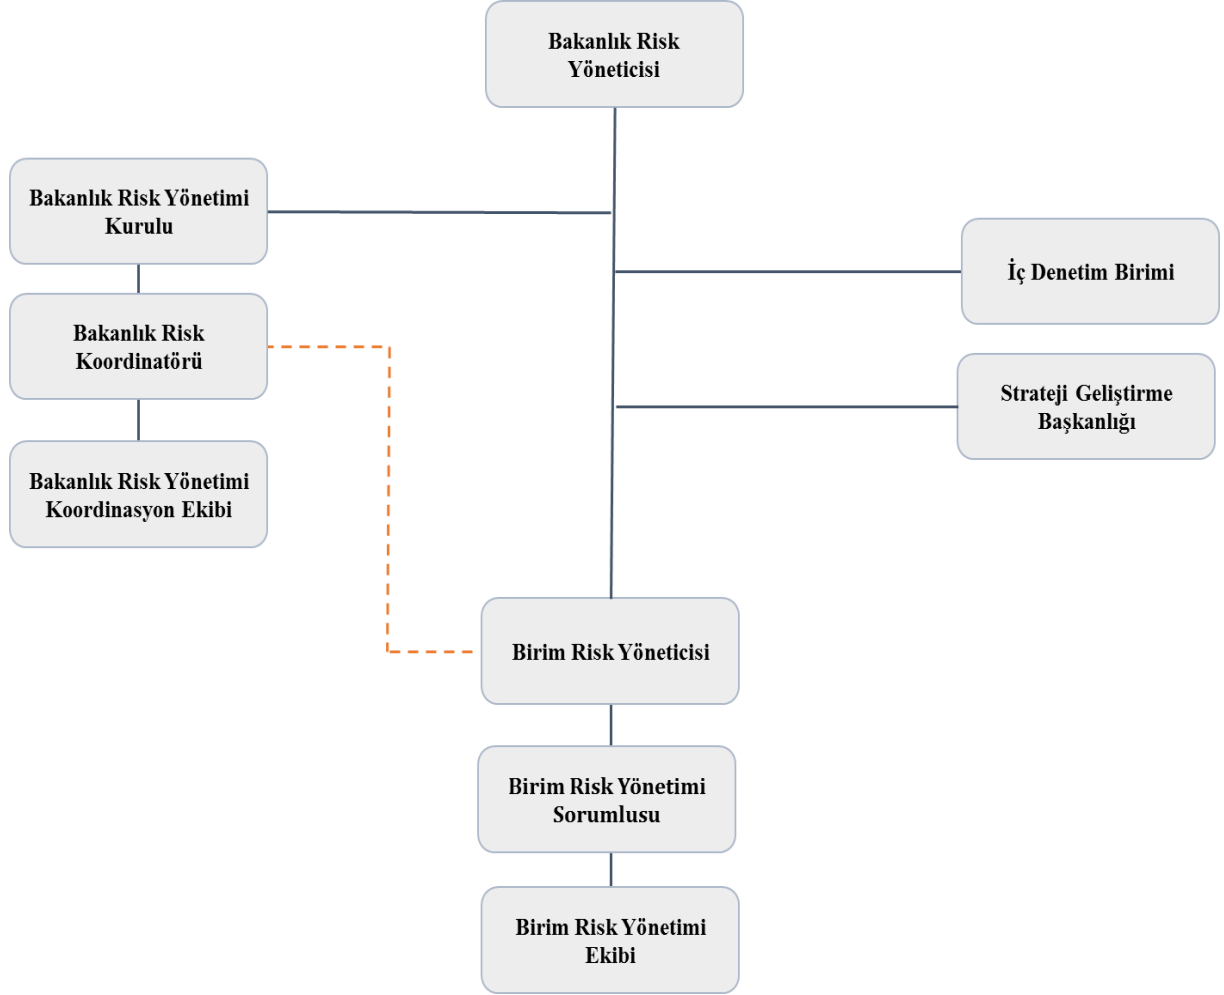 Bakanlık Risk
Yöneticisi
Bakanlık Risk Yönetimi
Kurulu
İç Denetim Birimi
Bakanlık Risk
Koordinatörü
Strateji Geliştirme
Başkanlığı
Bakanlık Risk Yönetimi
Koordinasyon Ekibi
Birim Risk Yöneticisi
Birim Risk Yönetimi
Sorumlusu
Birim Risk Yönetimi
Ekibi